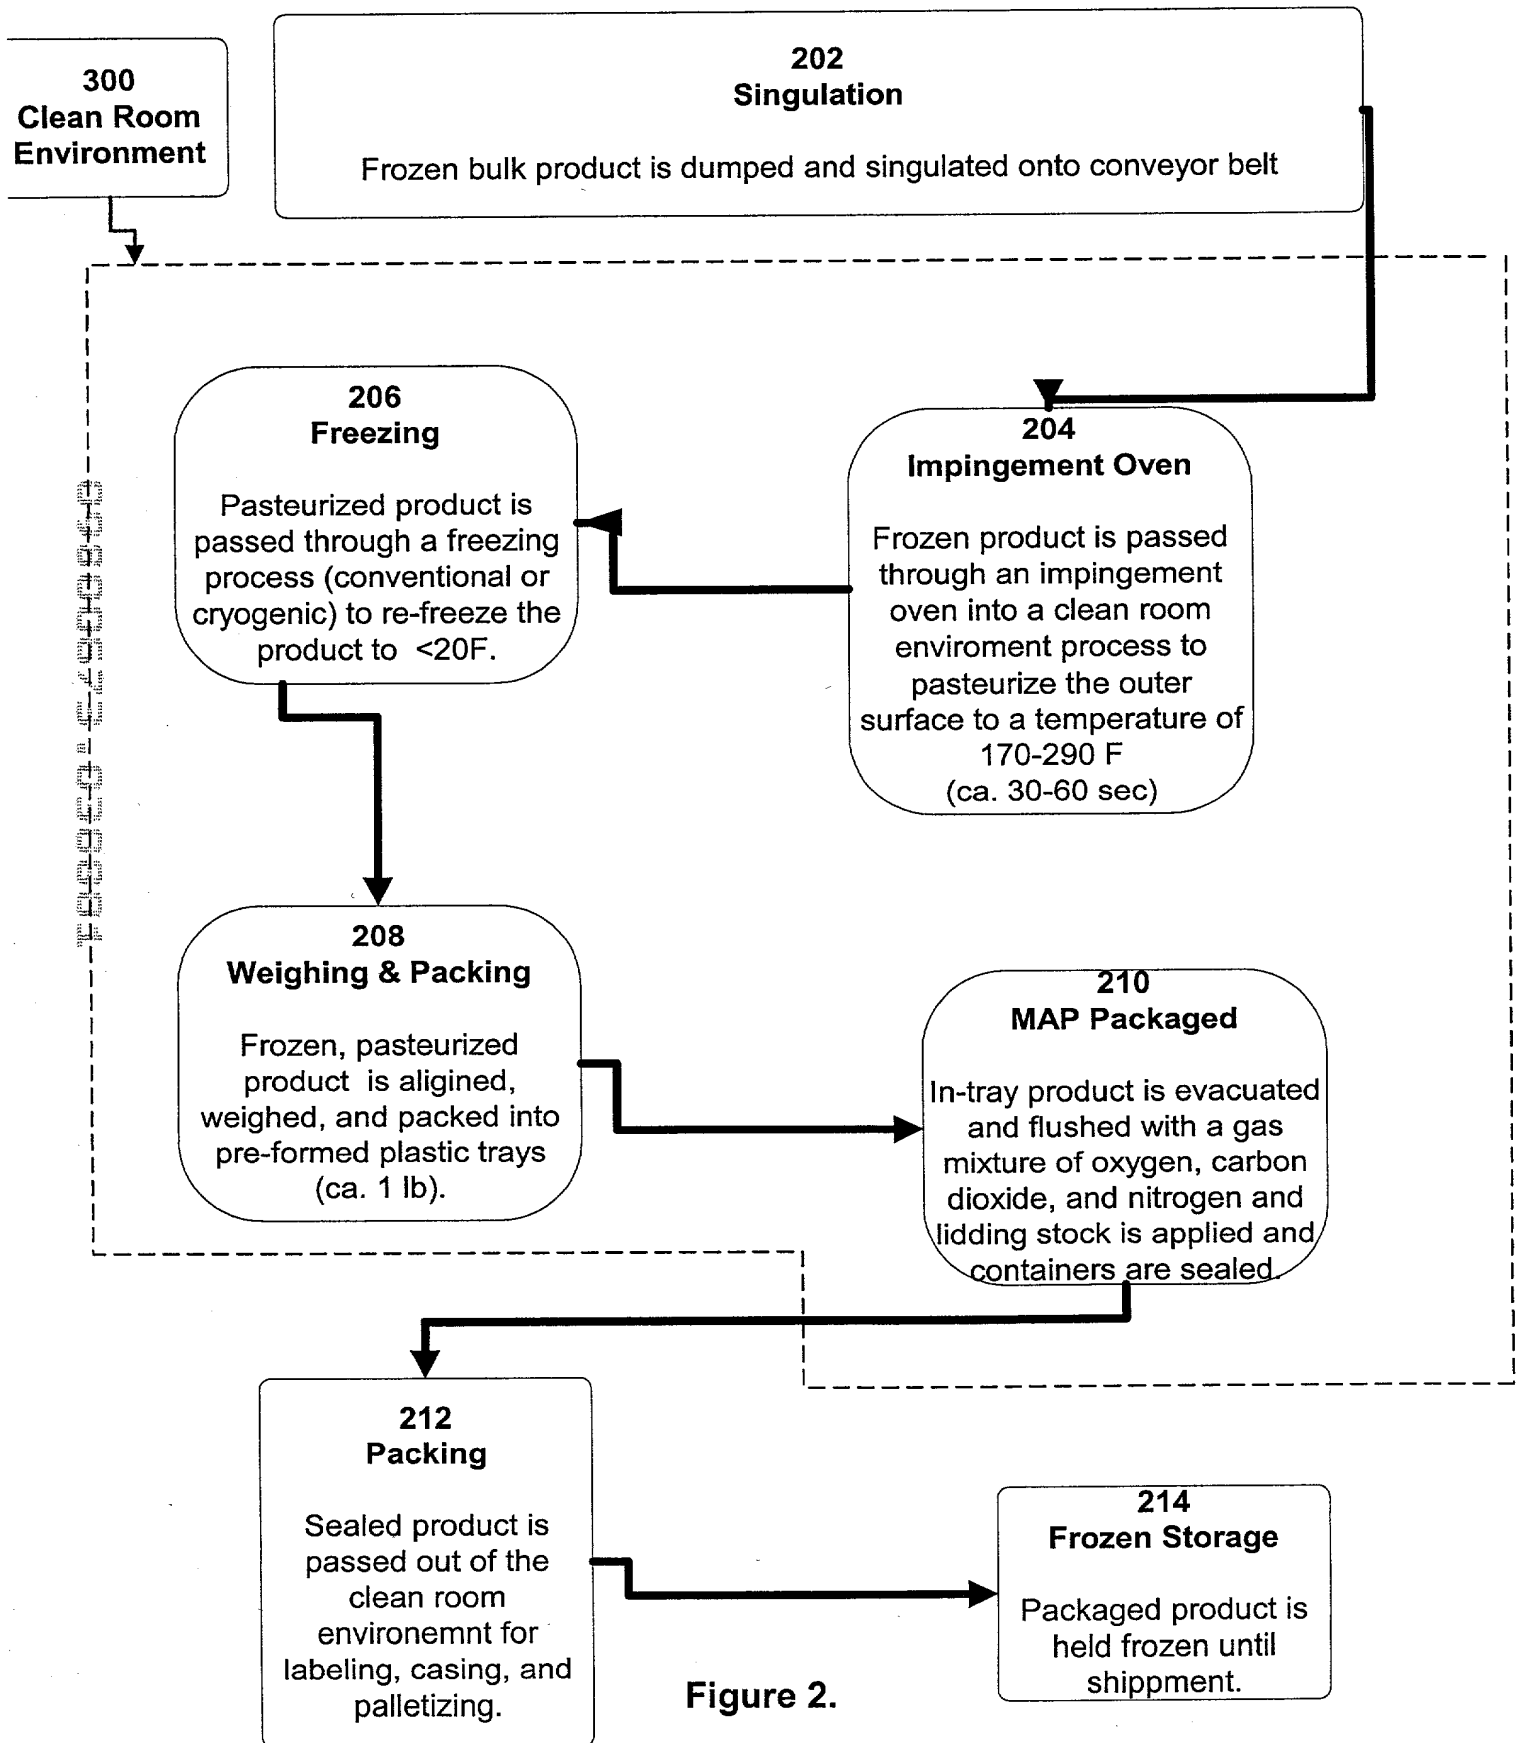 300
Clean Room
Environment
202
Singulation
Frozen bulk product is dumped and singulated onto conveyor belt
206
Freezing
Pasteurized product is
passed through a freezing
process (conventional or
cryogenic) to re-freeze the
product to <20F.
204
Impingement Oven
Frozen product is passed
through an impingement
oven into a clean room
enviroment process to
pasteurize the outer
surface to a temperature of
170-290 F
(ca. 30-60 sec)
208
Weighing & Packing
Frozen, pasteurized
product is aligined,
weighed, and packed into
pre-formed plastic trays
(ca. 1 lb).
210
MAP Packaged
In-tray product is evacuated
and flushed with a gas
mixture of oxygen, carbon
dioxide, and nitrogen and
lidding stock is applied and
containers are sealed.
212
Packing
Sealed product is
passed out of the
clean room
environemnt for
labeling, casing, and
palletizing.
214
Frozen Storage
Packaged product is
held frozen until
shippment.
Figure 2.